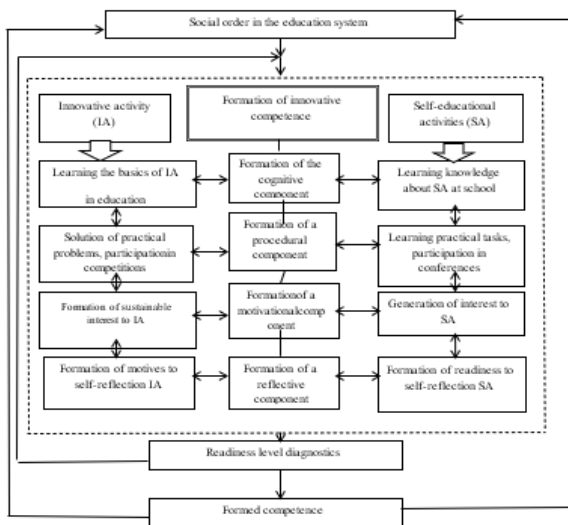 Social order in the education system
Innovative activity
(IA)
Formation of innovative
competence
Self-educational
activities (SA)
Learning the basics of IA
in education
Formation of the
cognitive component
Learning knowledge
about SA at school
Solution of practical
problems, participationin
competitions
Formation of a
procedural
component
Learning practical tasks,
participation in
conferences
Formation of sustainable
interest to IA
Formationof a
motivationalcomp
onent
Generation of interest to
SA
Formation of motives to
self-reflection IA
Formation of a
reflective
component
Formation of readiness to
self-reflection SA
Readiness level diagnostics
Formed competence